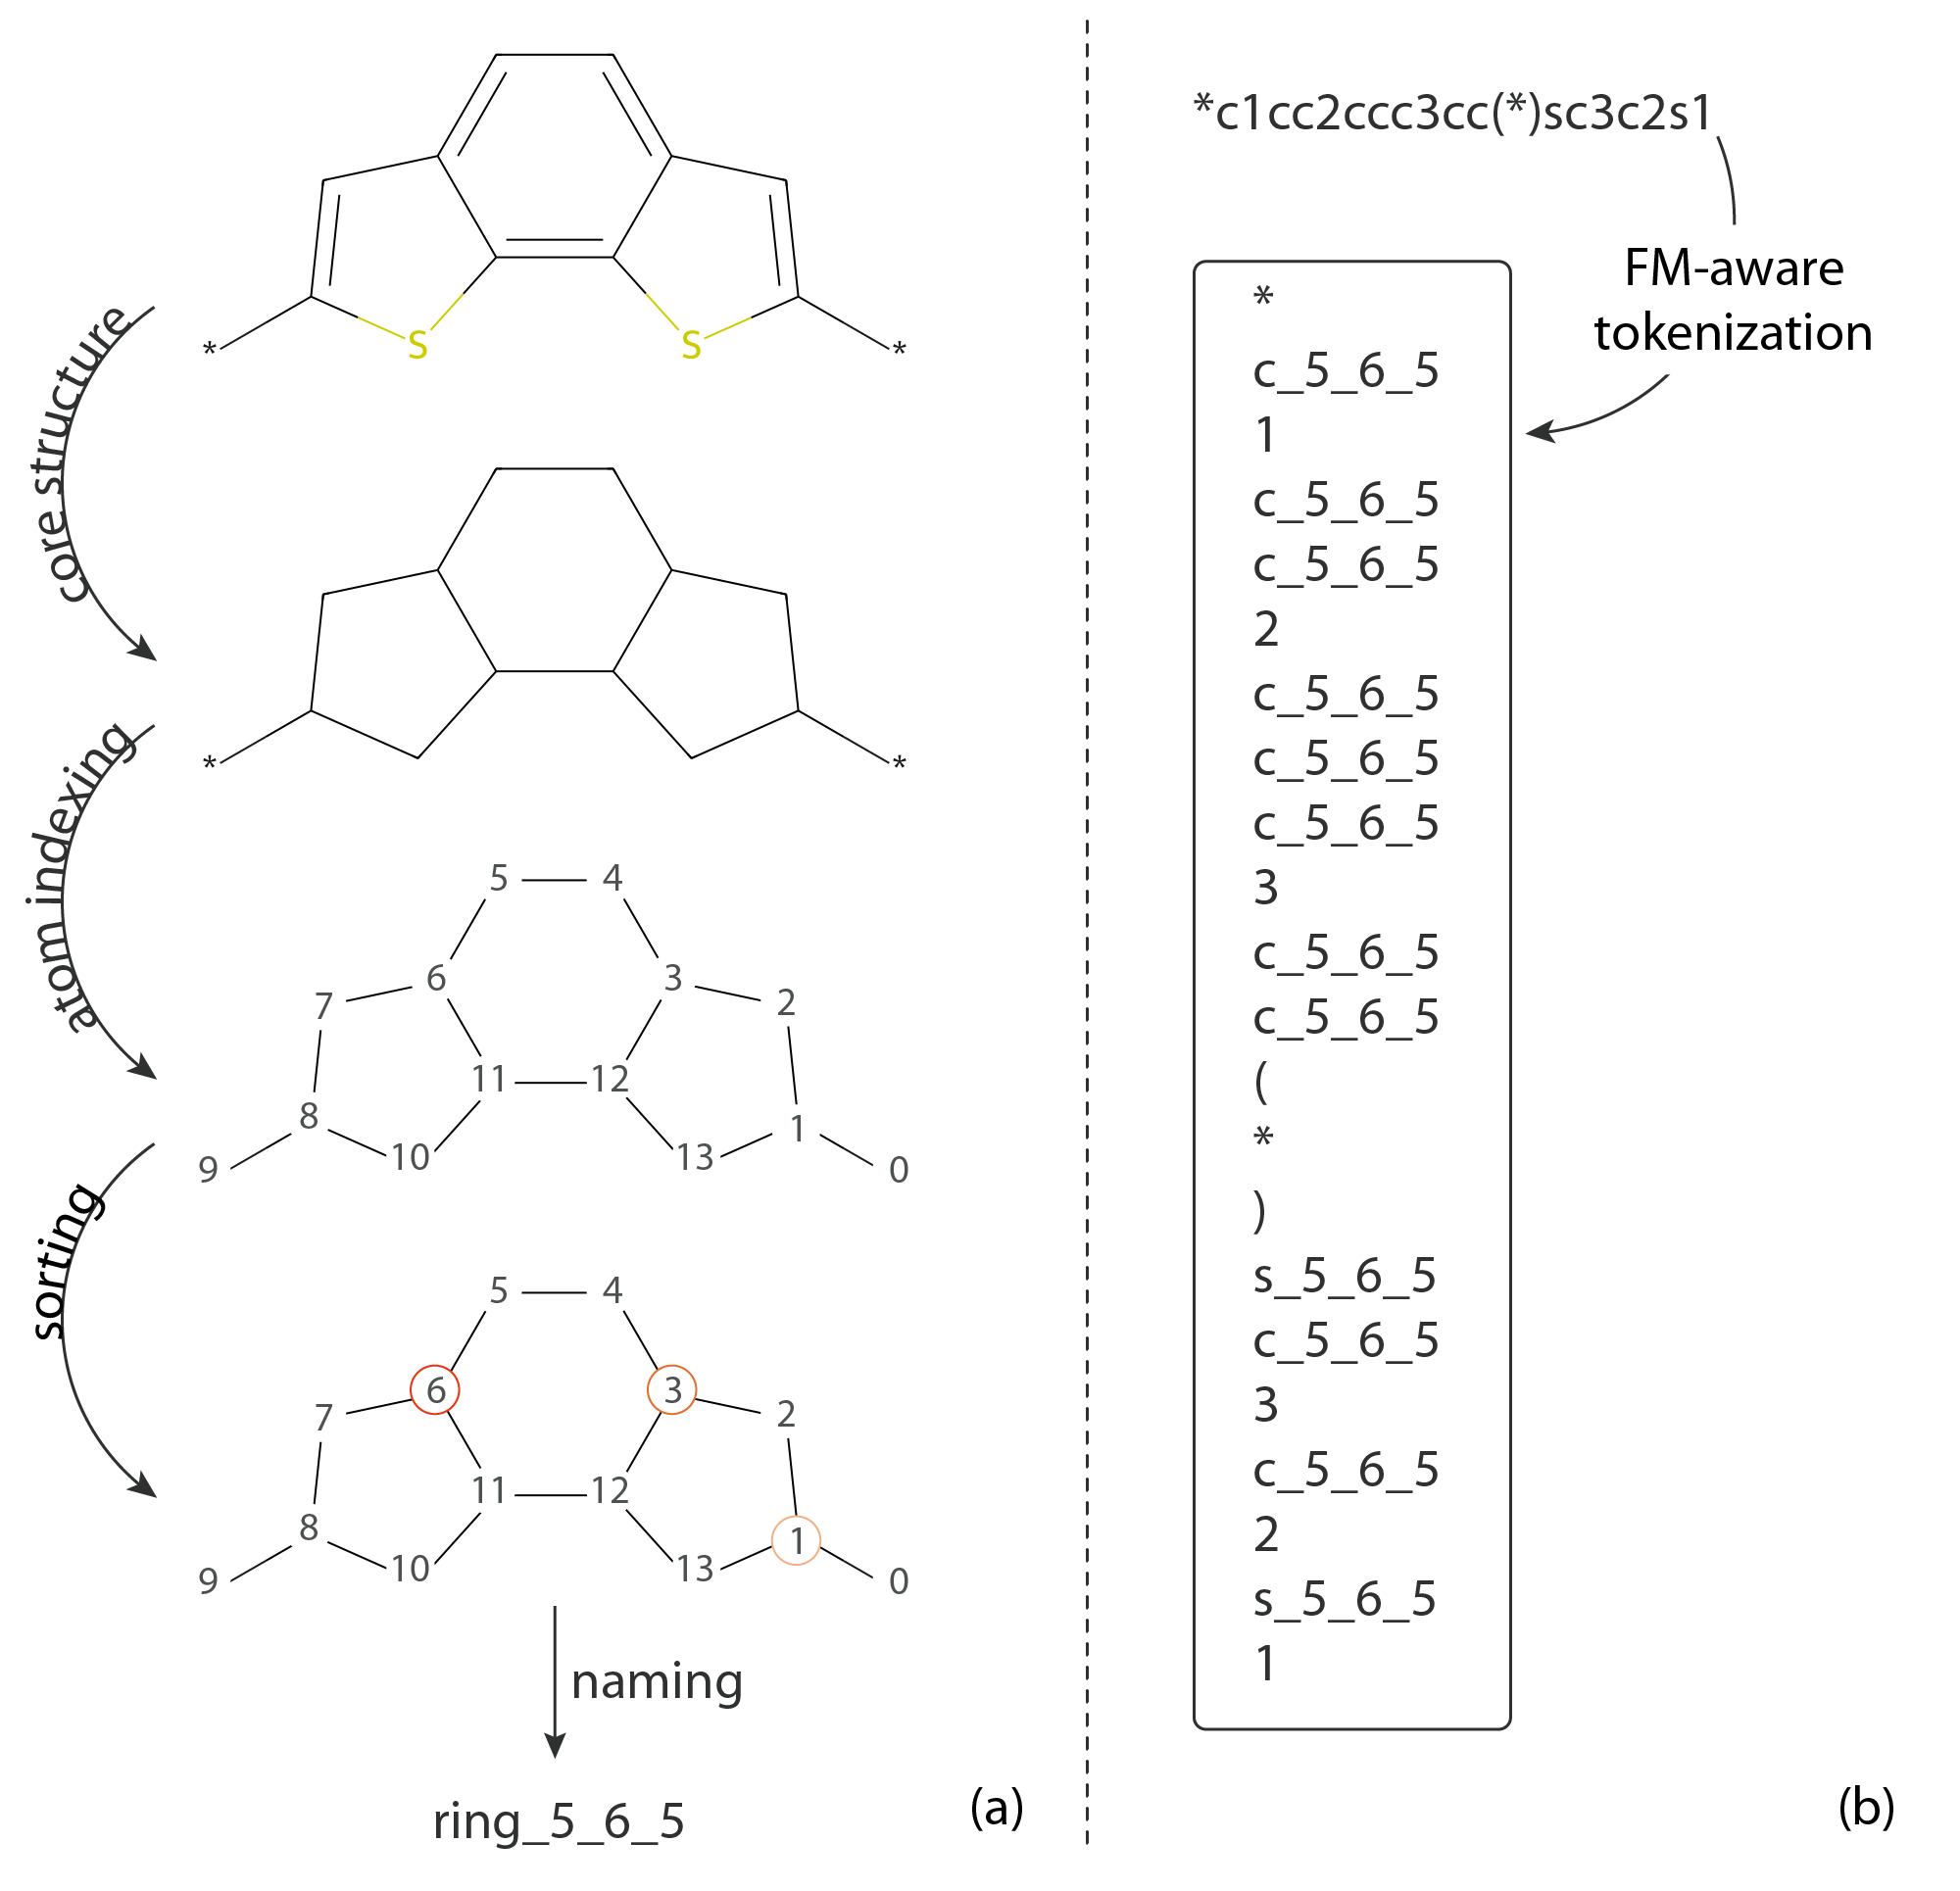 S
S
*
*
core structure
*
*
atom indexing
5
4
6
3
7
2
11
12
8
1
10
13
9
0
sorting
5
4
6
3
7
2
11
12
8
1
10
13
9
0
naming
ring_5_6_5
(a)
*c1cc2ccc3cc(*)sc3c2s1
FM-aware
tokenization
*
c_5_6_5
1
c_5_6_5
c_5_6_5
2
c_5_6_5
c_5_6_5
c_5_6_5
3
c_5_6_5
c_5_6_5
(
*
)
s_5_6_5
c_5_6_5
3
c_5_6_5
2
s_5_6_5
1
(b)